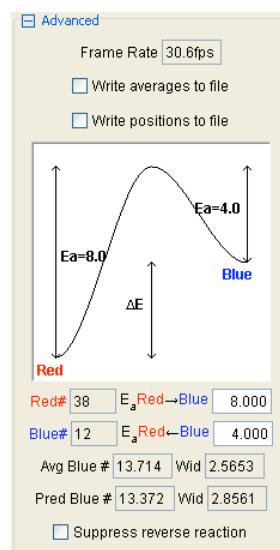 Advanced
Frame Rate 30.6fps
Write averages to file
Write positions to file
Ea=8.0
Ea=4.0
ΔE
Blue
Red
Red# 38 EaRed→Blue 8.000
Blue# 12 EaRed←Blue 4.000
Avg Blue # 13.714 Wid 2.5653
Pred Blue # 13.372 Wid 2.8561
Suppress reverse reaction